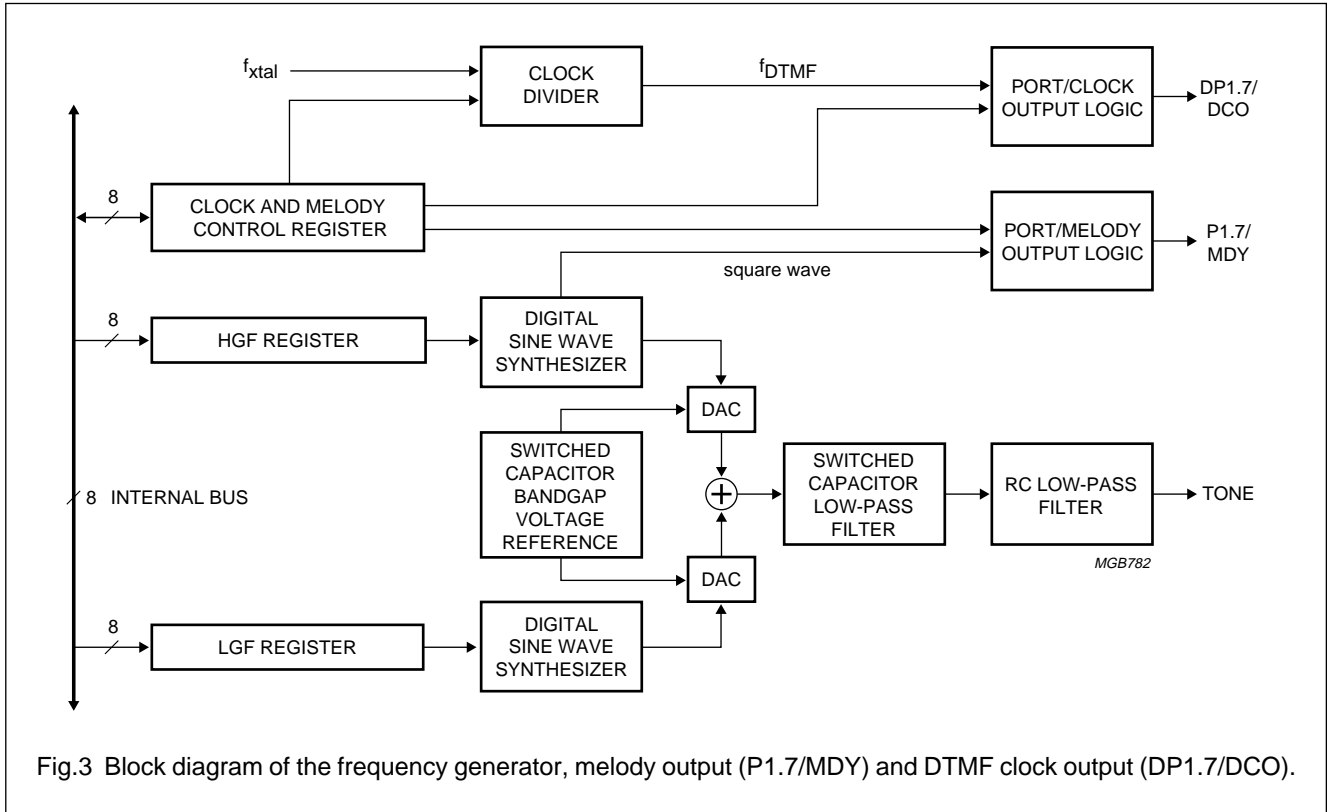 fxtal
CLOCK
DIVIDER
fDTMF
PORT/CLOCK
OUTPUT LOGIC
DP1.7/
DCO
8
CLOCK AND MELODY
CONTROL REGISTER
PORT/MELODY
OUTPUT LOGIC
P1.7/
MDY
square wave
8
HGF REGISTER
DIGITAL
SINE WAVE
SYNTHESIZER
DAC
SWITCHED
CAPACITOR
BANDGAP
VOLTAGE
REFERENCE
SWITCHED
CAPACITOR
LOW-PASS
FILTER
RC LOW-PASS
FILTER
TONE
8 INTERNAL BUS
MGB782
DAC
8
LGF REGISTER
DIGITAL
SINE WAVE
SYNTHESIZER
Fig.3 Block diagram of the frequency generator, melody output (P1.7/MDY) and DTMF clock output (DP1.7/DCO).